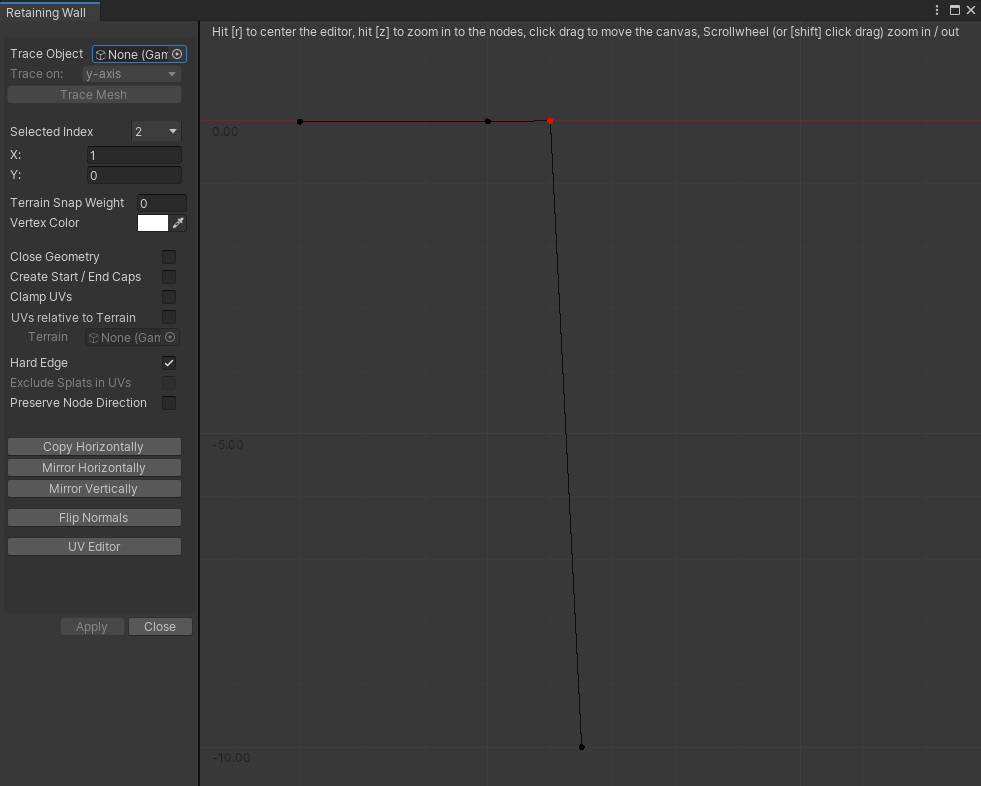 Retaining Wall
Hit [r] to center the editor, hit [z] to zoom in to the nodes, click drag to move the canvas, Scrollwheel (or [shift] click drag) zoom in / out
Trace Object None (Gam
Trace on: y-axis
Trace Mesh
Selected Index 2
X: 1
Y: 0
Terrain Snap Weight 0
Vertex Color
Close Geometry
Create Start / End Caps
Clamp UVs
UVs relative to Terrain
Terrain None (Gam
Hard Edge
Exclude Splats in UVs
Preserve Node Direction
Copy Horizontally
Mirror Horizontally
Mirror Vertically
Flip Normals
UV Editor
Apply Close
0.00
-5.00
-10.00